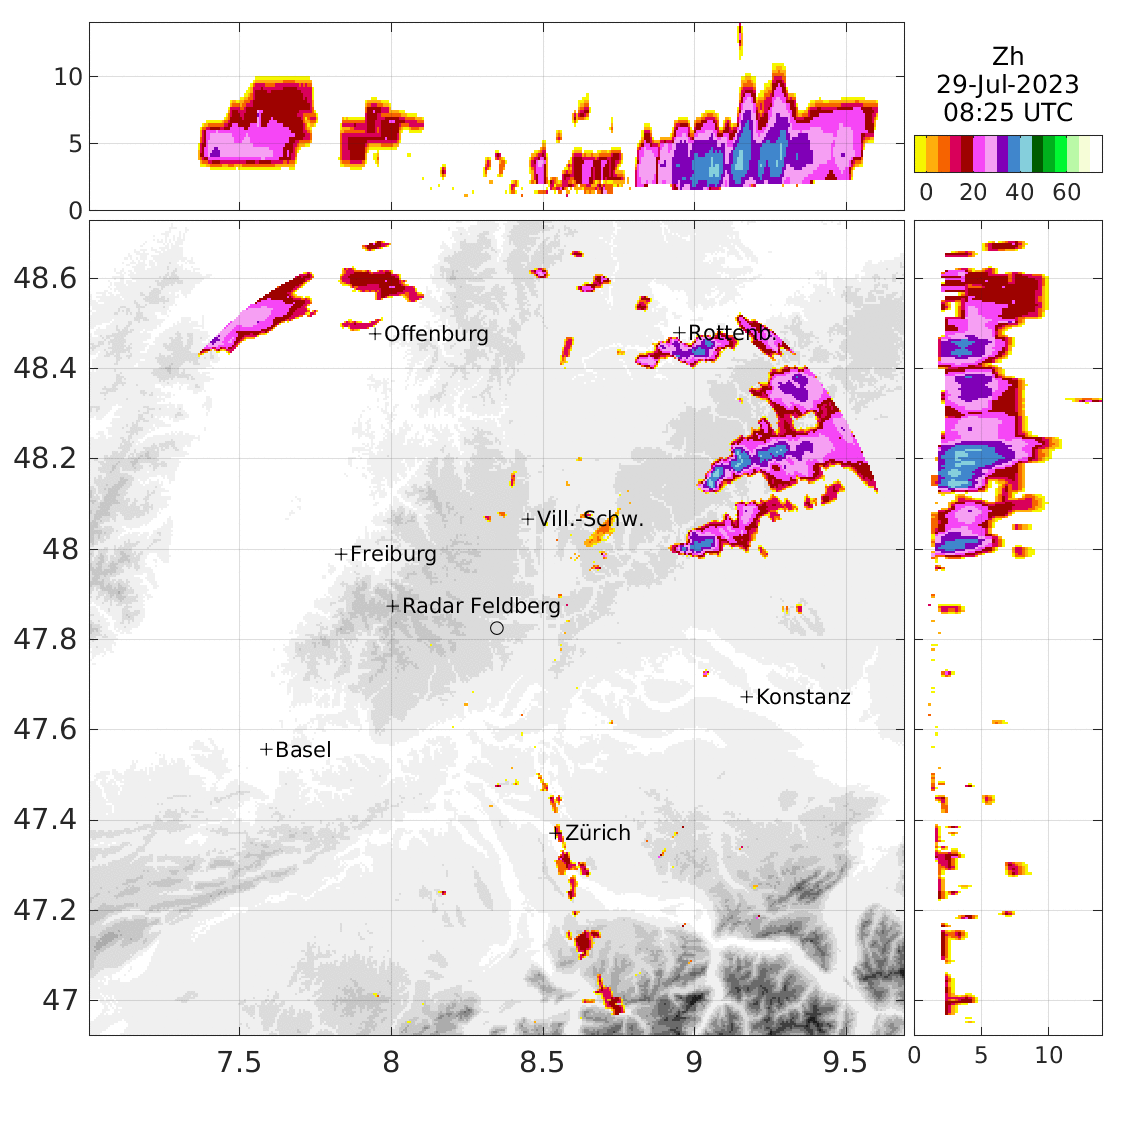 Zh
29-Jul-2023
08:25 UTC
0 20 40 60
10
5
0
48.6
48.4
48.2
48
47.8
47.6
47.4
47.2
47
+Offenburg
+Rottenb.
+Vill.-Schw.
+Freiburg
+Radar Feldberg
+Konstanz
+Basel
+Zürich
7.5 8 8.5 9 9.5
0 5 10